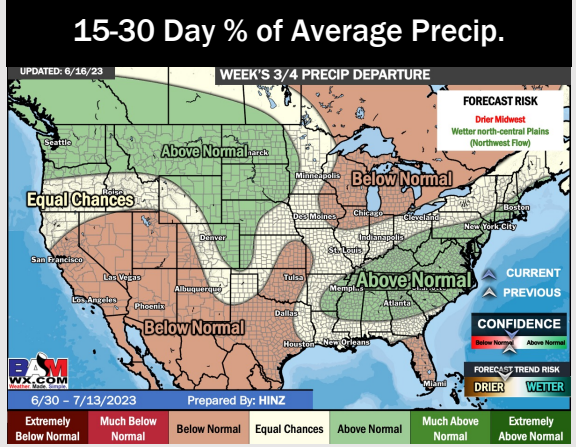 15-30 Day % of Average Precip.
UPDATED: 6/16/23
WEEK'S 3/4 PRECIP DEPARTURE
FORECAST RISK
Drier Midwest
Wetter north-central Plains
(Northwest Flow)
Seattle
Above Normal
marck
Minneapolis
Below Normal
Boise
Equal Chances
Boston
Des Moines
Chicago
Cleveland
New York City
Denver
Indianapolis
St. Louis
San Francisco
Las Vegas
Tulsa
Above Normal
CURRENT
Albuquerque
Memphis
PREVIOUS
Los Angeles
Phoenix
Atlanta
Dallas
Below Normal
CONFIDENCE
Below Normal
Above Normal
Houston
New Orleans
BAM
WX.COM
Weather. Made. Simple.
FORECAST TREND RISK
DRIER
WETTER
Miami
6/30 – 7/13/2023
Prepared By: HINZ
Extremely
Below Normal
Much Below
Normal
Below Normal
Equal Chances
Above Normal
Much Above
Normal
Extremely
Above Normal